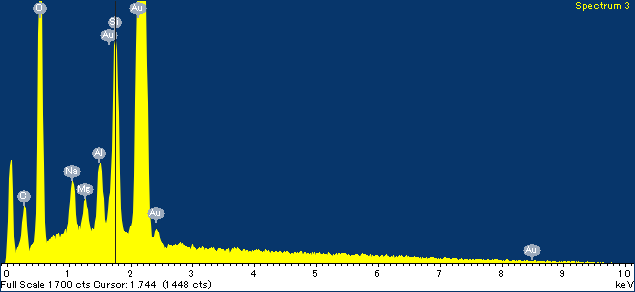 Spectrum 3
O
Au
Si
Au
Al
Na
Mg
C
Au
Au
0 1 2 3 4 5 6 7 8 9 10
Full Scale 1700 cts Cursor: 1.744 (1448 cts) keV